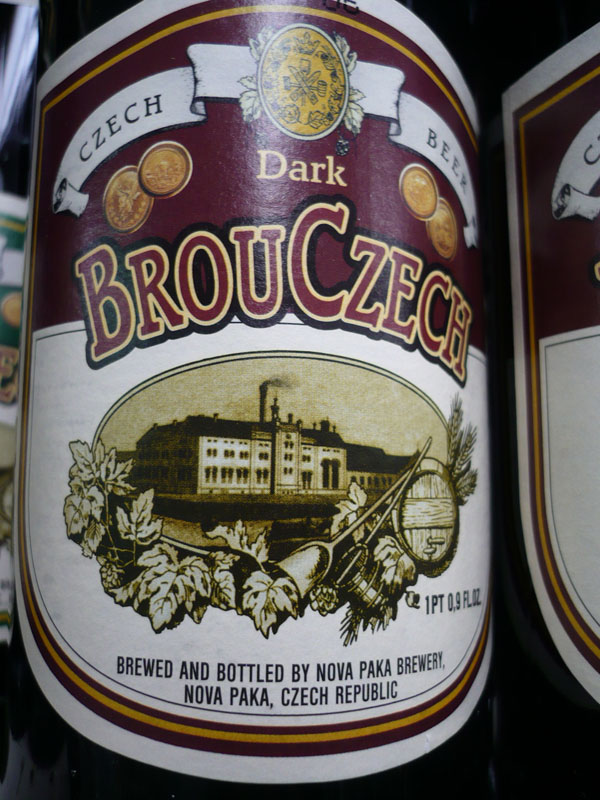 CZECH BEER
Dark
BROUCZECH
1PT 0,9 FL.OZ.
BREWED AND BOTTLED BY NOVA PAKA BREWERY,
NOVA PAKA, CZECH REPUBLIC